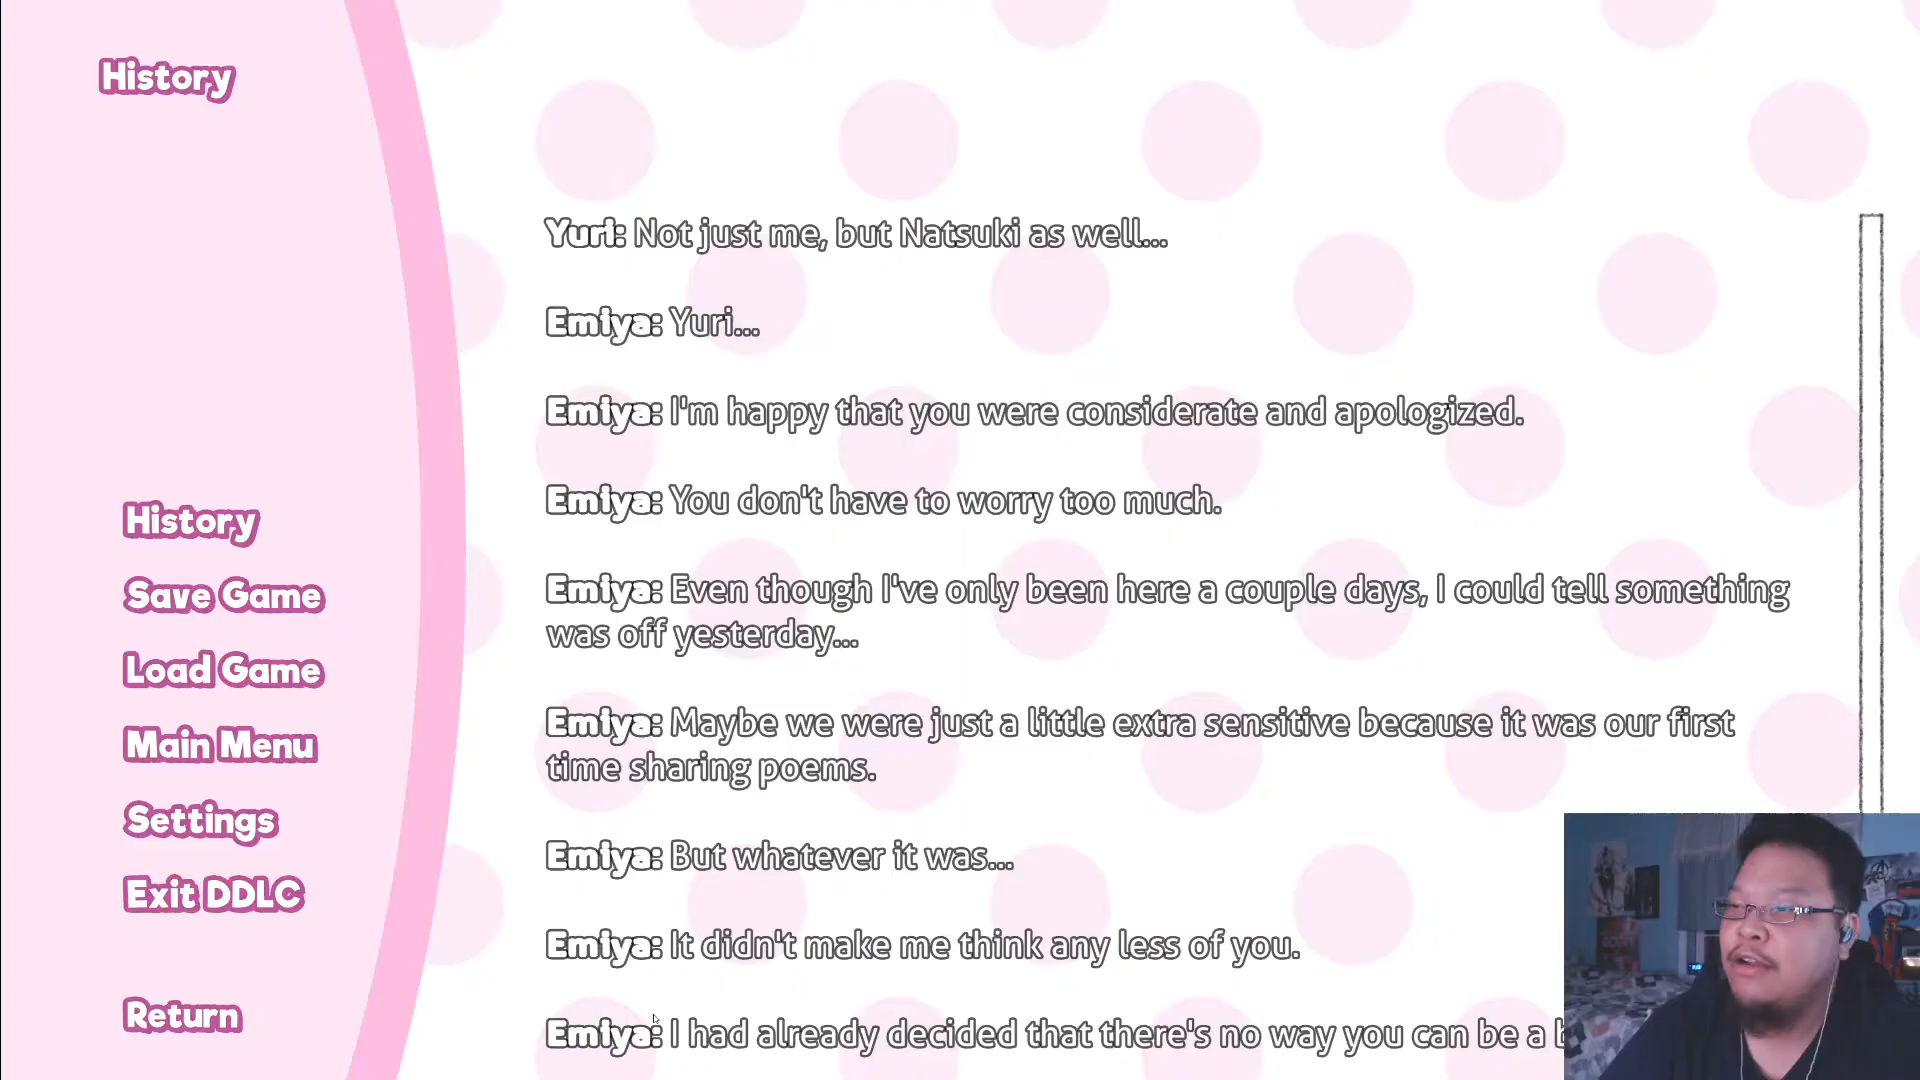 History
Yuri: Not just me, but Natsuki as well...
Emiya: Yuri...
Emiya: I'm happy that you were considerate and apologized.
Emiya: You don't have to worry too much.
Emiya: Even though I've only been here a couple days, I could tell something
was off yesterday...
Emiya: Maybe we were just a little extra sensitive because it was our first
time sharing poems.
Emiya: But whatever it was...
Emiya: It didn't make me think any less of you.
Emiya: I had already decided that there's no way you can be a
History
Save Game
Load Game
Main Menu
Settings
Exit DDLC
Return